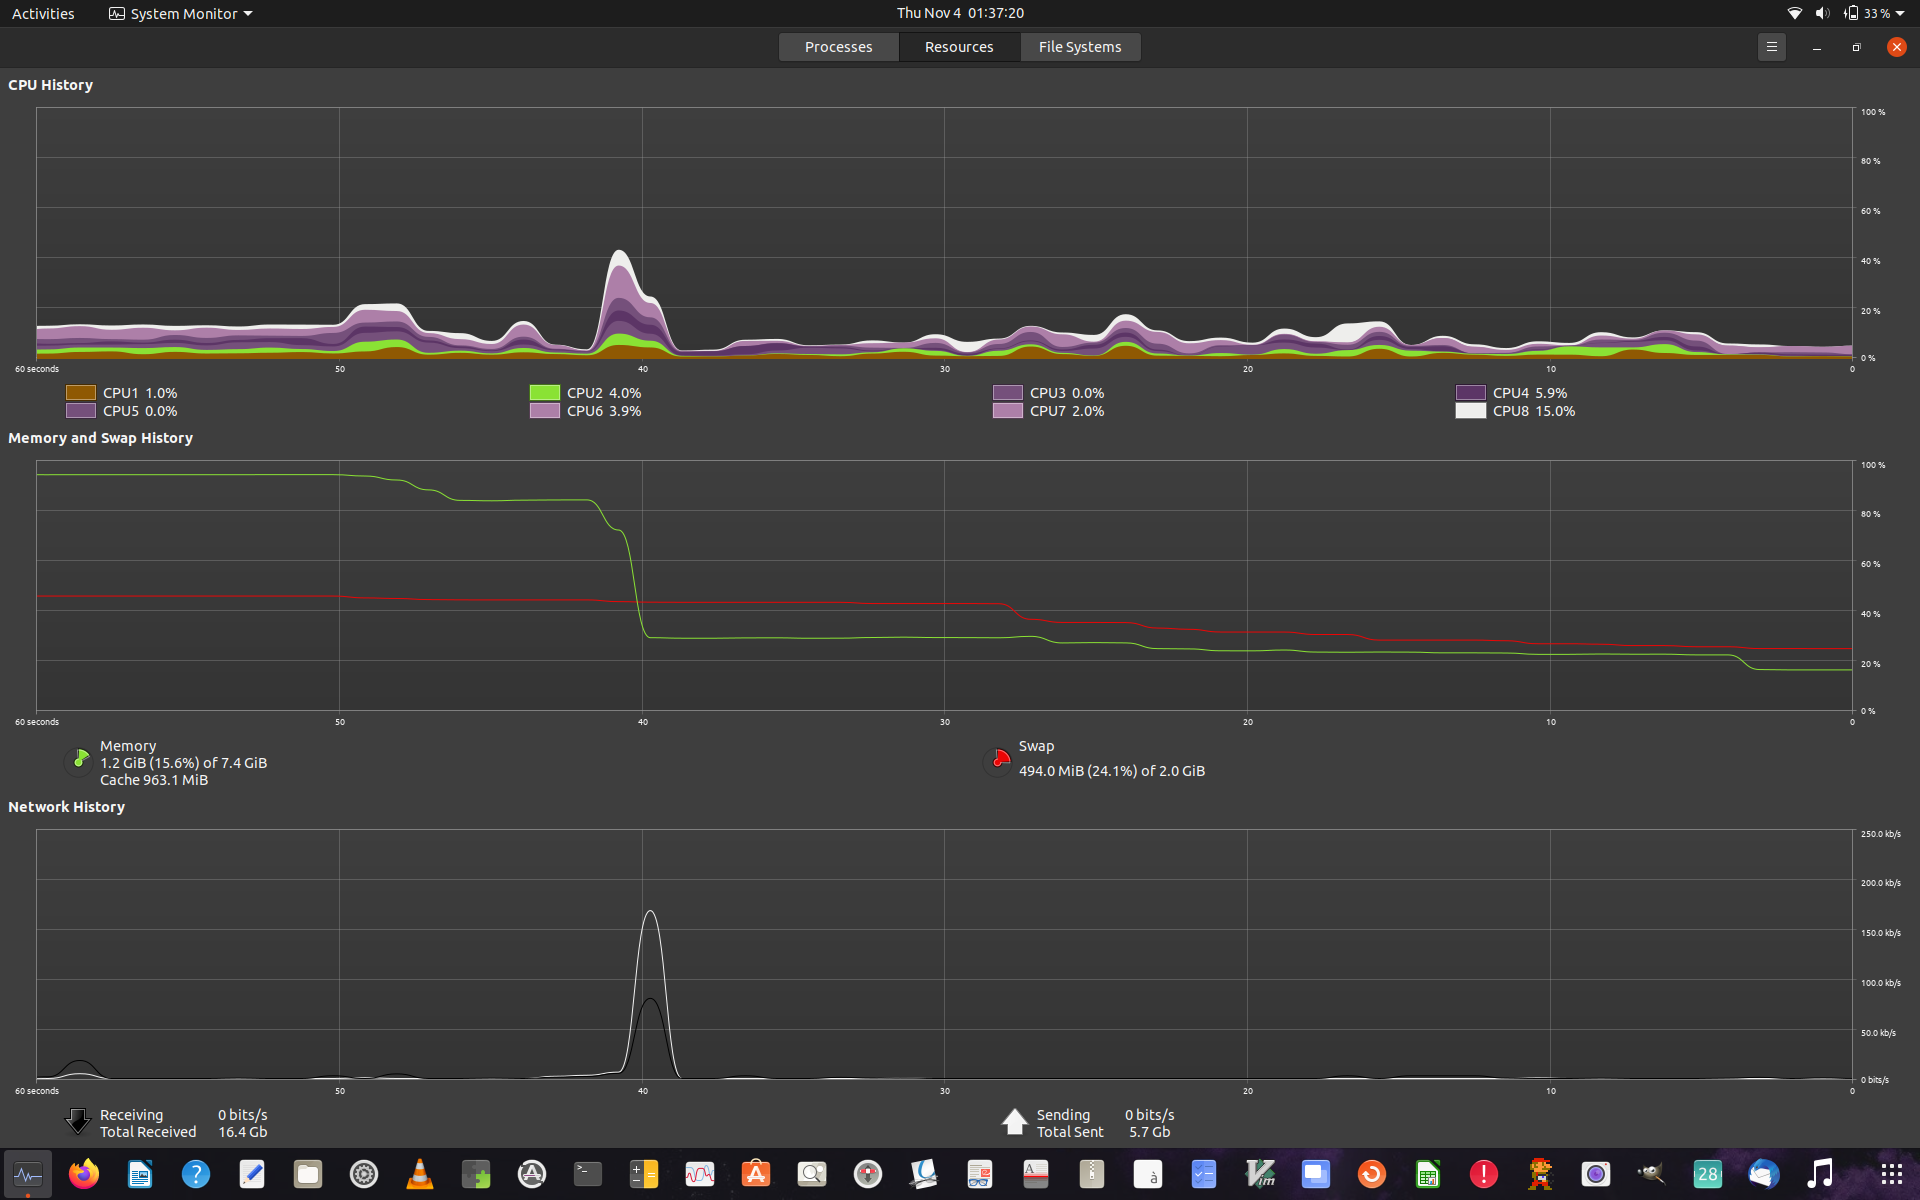 Activities System Monitor Thu Nov 4 01:37:20 33 %
Processes Resources File Systems
CPU History
100 %
80 %
60 %
40 %
20 %
0 %
60 seconds 50 40 30 20 10 0
CPU1 1.0% CPU2 4.0% CPU3 0.0% CPU4 5.9%
CPU5 0.0% CPU6 3.9% CPU7 2.0% CPU8 15.0%
Memory and Swap History
100 %
80 %
60 %
40 %
20 %
0 %
60 seconds 50 40 30 20 10 0
Memory Swap
1.2 GiB (15.6%) of 7.4 GiB 494.0 MiB (24.1%) of 2.0 GiB
Cache 963.1 MiB
Network History
250.0 kb/s
200.0 kb/s
150.0 kb/s
100.0 kb/s
50.0 kb/s
0 bits/s
60 seconds 50 40 30 20 10 0
Receiving 0 bits/s Sending 0 bits/s
Total Received 16.4 Gb Total Sent 5.7 Gb
? >_ A à Vim ! 28